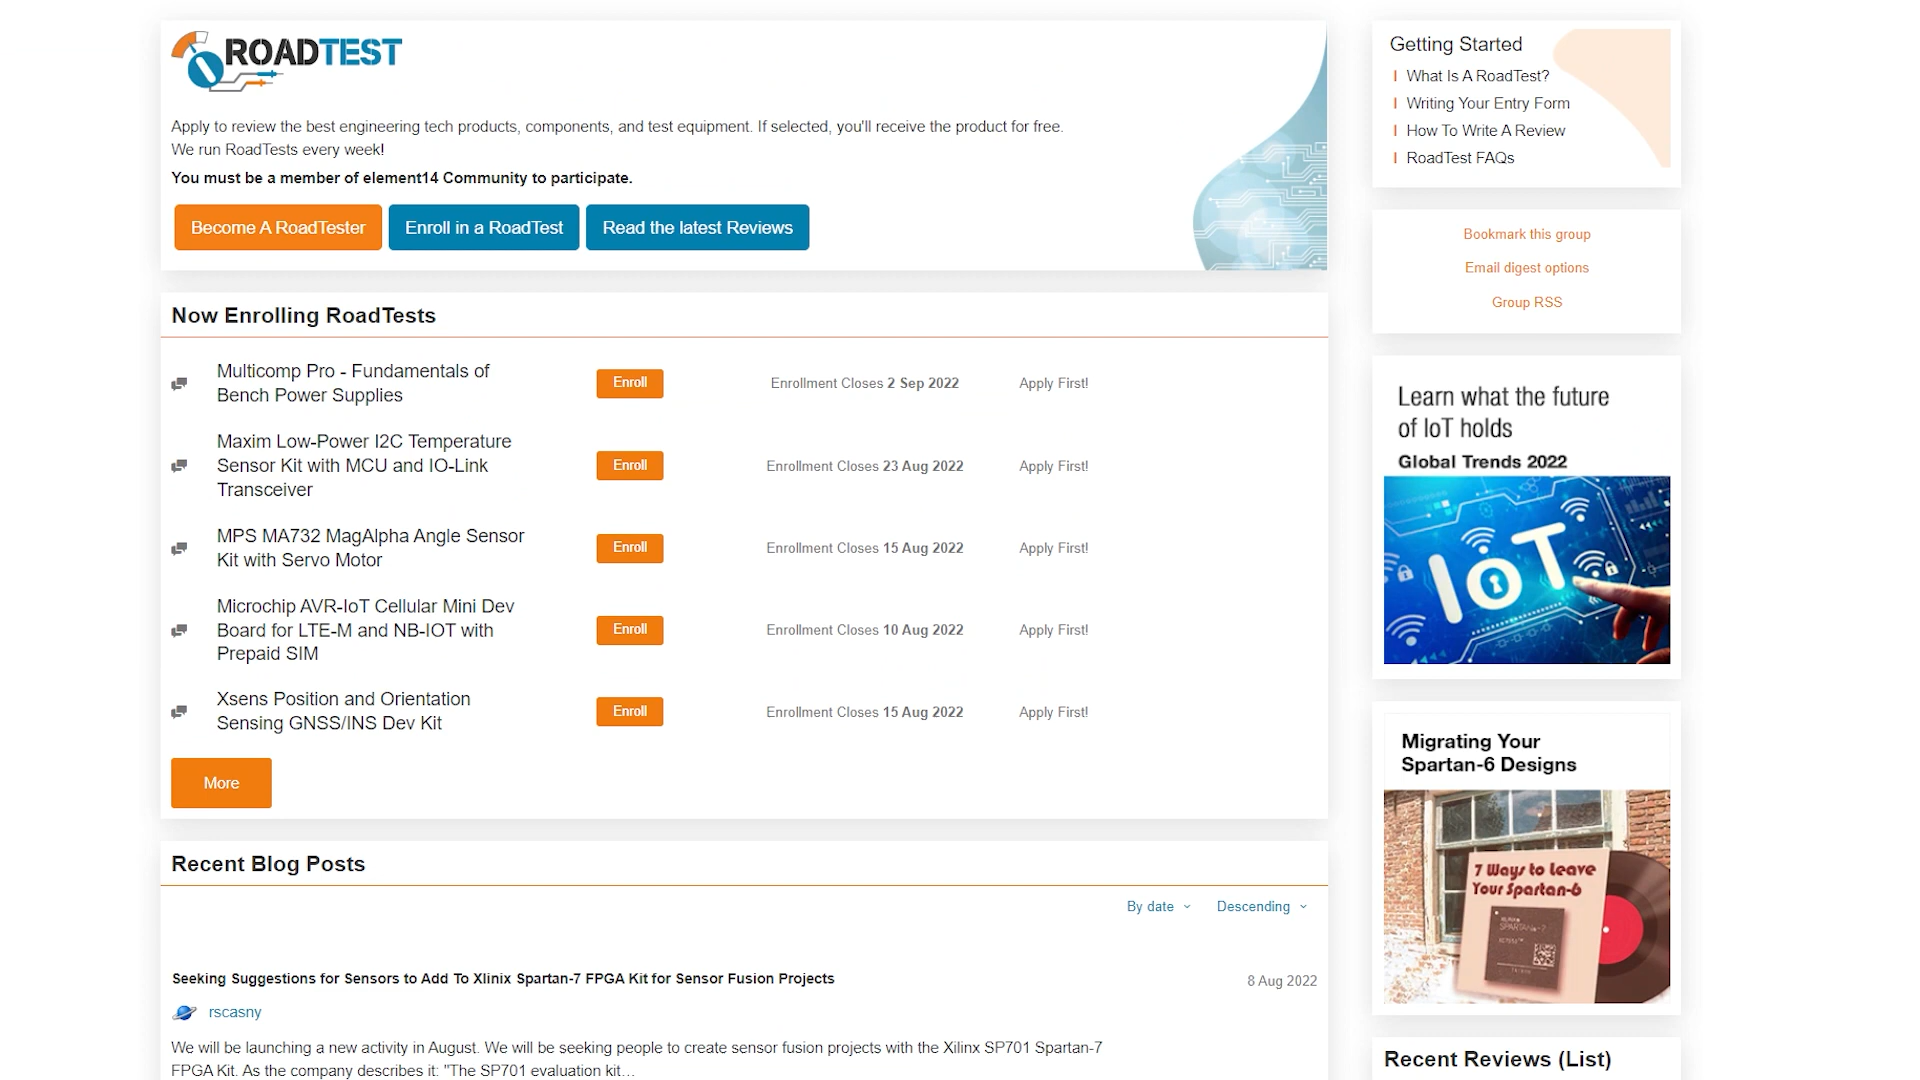 ROADTEST
Apply to review the best engineering tech products, components, and test equipment. If selected, you'll receive the product for free.
We run RoadTests every week!
You must be a member of element14 Community to participate.
Become A RoadTester
Enroll in a RoadTest
Read the latest Reviews
Now Enrolling RoadTests
Multicomp Pro - Fundamentals of
Bench Power Supplies
Enroll
Enrollment Closes 2 Sep 2022
Apply First!
Maxim Low-Power I2C Temperature
Sensor Kit with MCU and IO-Link
Transceiver
Enroll
Enrollment Closes 23 Aug 2022
Apply First!
MPS MA732 MagAlpha Angle Sensor
Kit with Servo Motor
Enroll
Enrollment Closes 15 Aug 2022
Apply First!
Microchip AVR-IoT Cellular Mini Dev
Board for LTE-M and NB-IOT with
Prepaid SIM
Enroll
Enrollment Closes 10 Aug 2022
Apply First!
Xsens Position and Orientation
Sensing GNSS/INS Dev Kit
Enroll
Enrollment Closes 15 Aug 2022
Apply First!
More
Recent Blog Posts
By date
Descending
Seeking Suggestions for Sensors to Add To Xlinix Spartan-7 FPGA Kit for Sensor Fusion Projects
8 Aug 2022
rscasny
We will be launching a new activity in August. We will be seeking people to create sensor fusion projects with the Xilinx SP701 Spartan-7
FPGA Kit. As the company describes it: "The SP701 evaluation kit…
Getting Started
What Is A RoadTest?
Writing Your Entry Form
How To Write A Review
RoadTest FAQs
Bookmark this group
Email digest options
Group RSS
Learn what the future
of IoT holds
Global Trends 2022
IoT
Migrating Your
Spartan-6 Designs
7 Ways to Leave
Your Spartan-6
XILINX
SPARTAN-7
Recent Reviews (List)